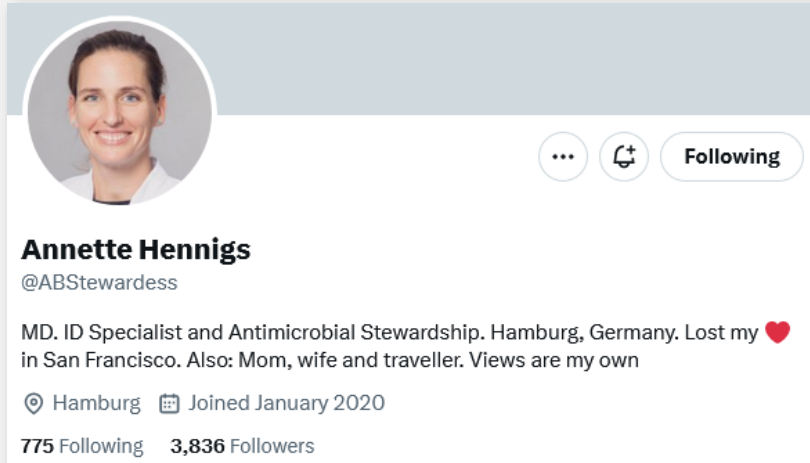 Following
Annette Hennigs
@ABStewardess
MD. ID Specialist and Antimicrobial Stewardship. Hamburg, Germany. Lost my ❤️
in San Francisco. Also: Mom, wife and traveller. Views are my own
Hamburg Joined January 2020
775 Following 3,836 Followers